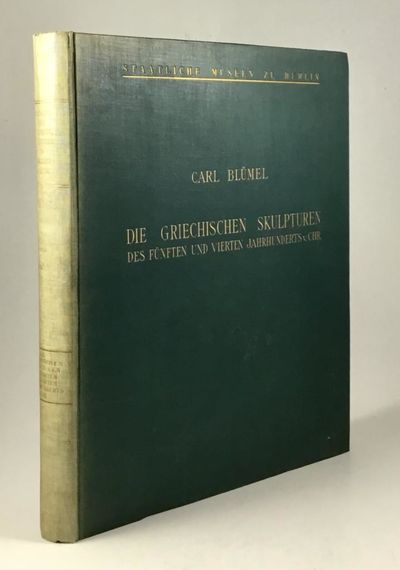 STAATLICHE MUSEEN ZU BERLIN
CARL BLÜMEL
DIE GRIECHISCHEN SKULPTUREN
DES FÜNFTEN UND VIERTEN JAHRHUNDERTS v. CHR.